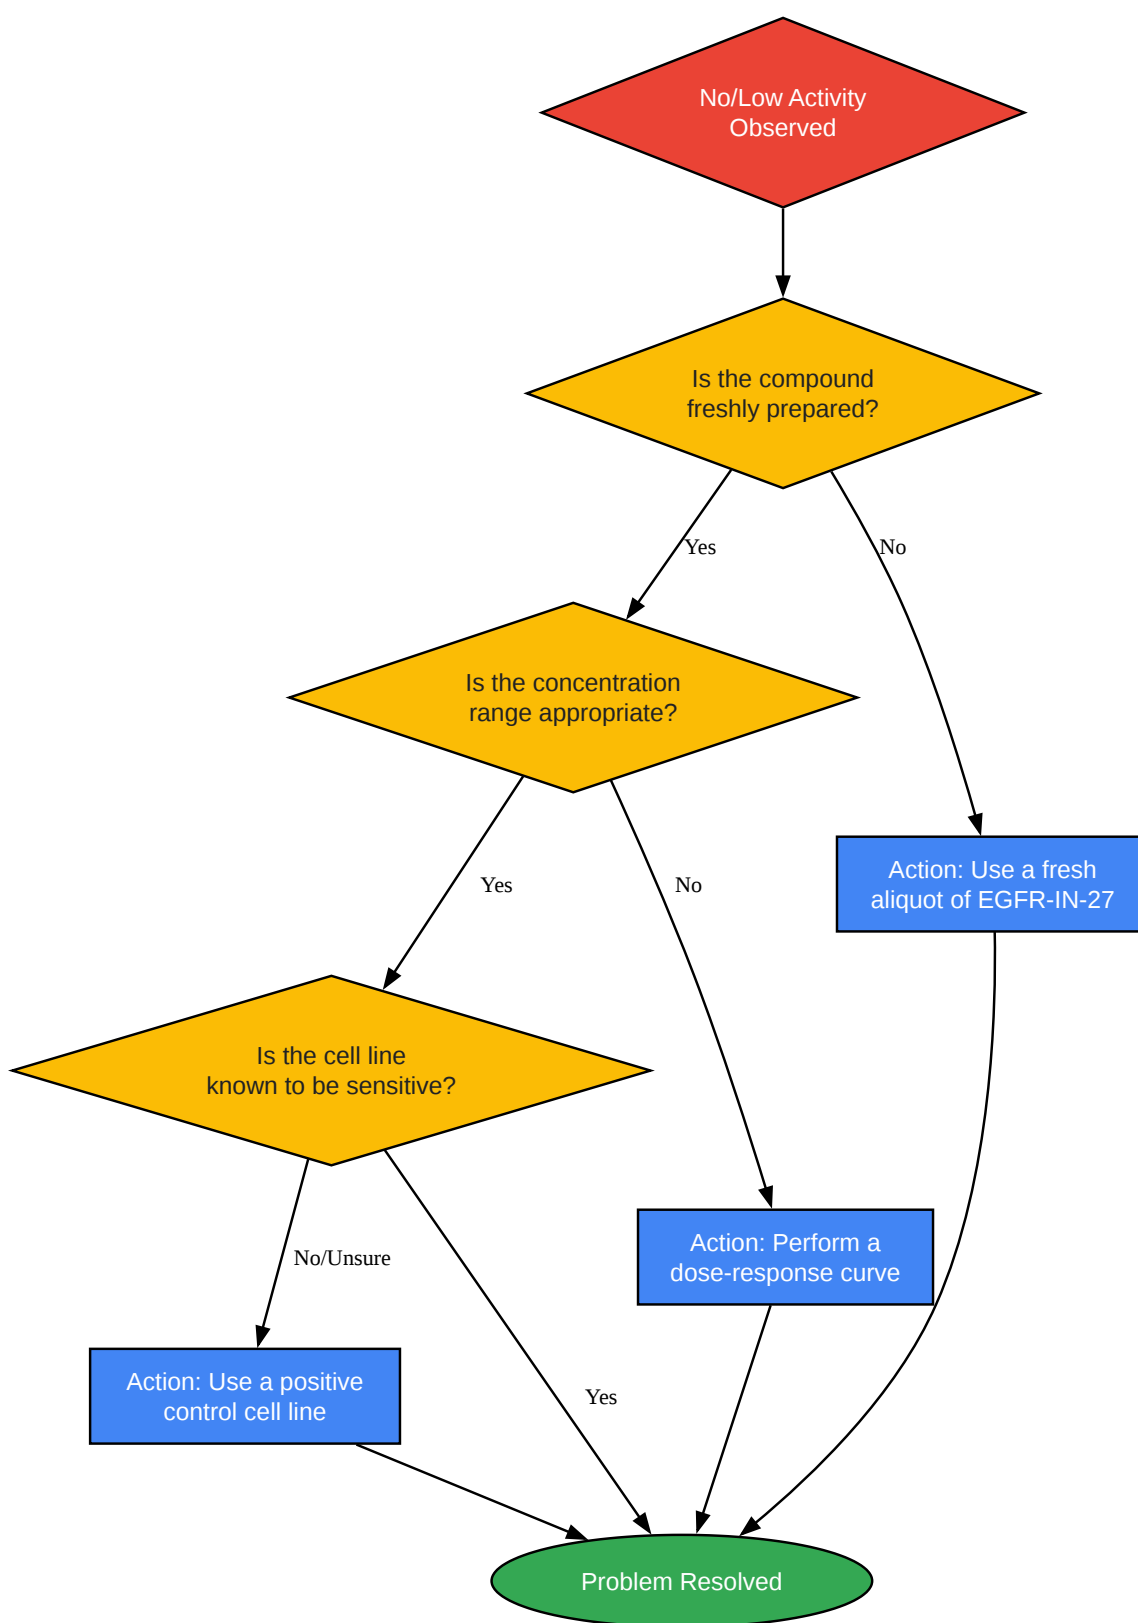 No/Low Activity
Observed
Is the compound
freshly prepared?
Yes
No
Is the concentration
range appropriate?
Action: Use a fresh
aliquot of EGFR-IN-27
Yes
No
Is the cell line
known to be sensitive?
Action: Perform a
dose-response curve
No/Unsure
Action: Use a positive
control cell line
Yes
Problem Resolved